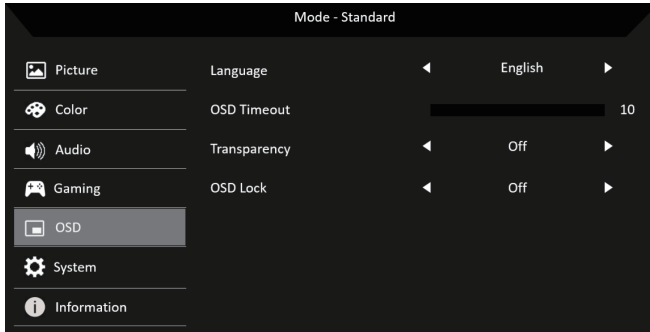 Mode - Standard
Picture
Color
Audio
Gaming
OSD
System
Information
Language English
OSD Timeout 10
Transparency Off
OSD Lock Off